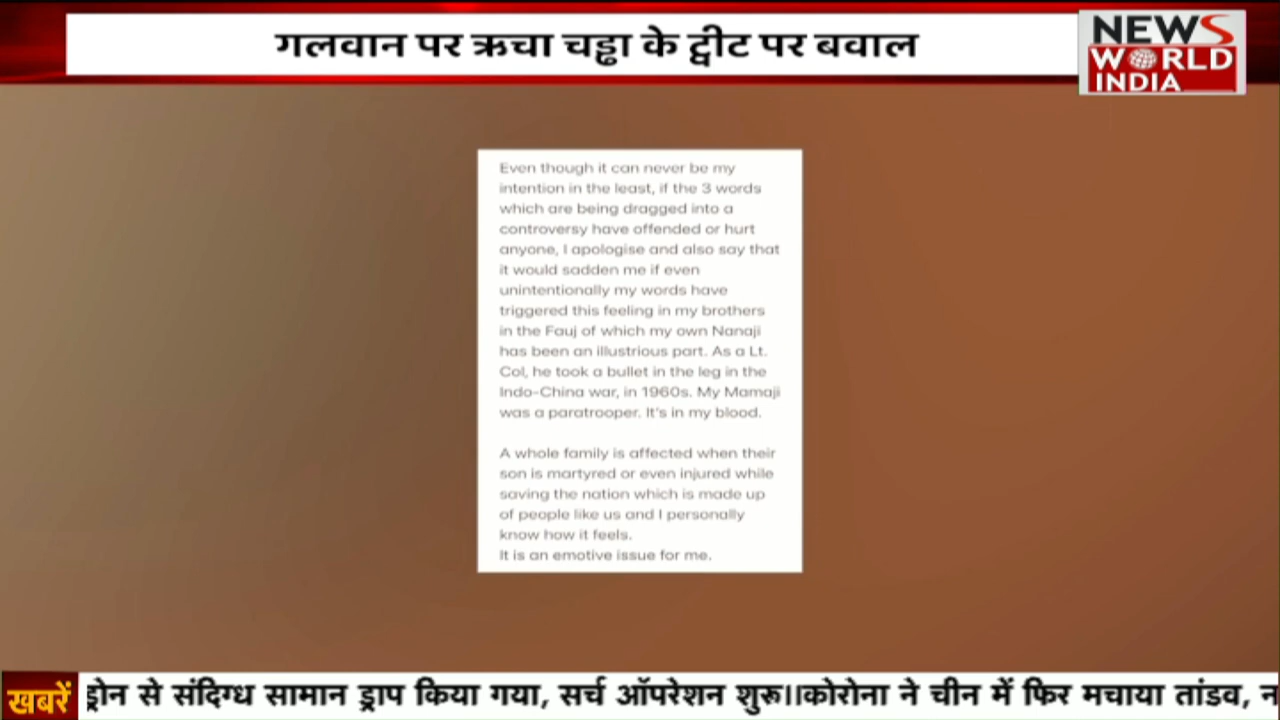 गलवान पर ऋचा चड्ढा के ट्वीट पर बवाल
NEWS
WORLD
INDIA
Even though it can never be my
intention in the least, if the 3 words
which are being dragged into a
controversy have offended or hurt
anyone, I apologise and also say that
it would sadden me if even
unintentionally my words have
triggered this feeling in my brothers
in the Fauj of which my own Nanaji
has been an illustrious part. As a Lt.
Col, he took a bullet in the leg in the
Indo-China war, in 1960s. My Mamaji
was a paratrooper. It's in my blood.
A whole family is affected when their
son is martyred or even injured while
saving the nation which is made up
of people like us and I personally
know how it feels.
It is an emotive issue for me.
खबरें
ड्रोन से संदिग्ध सामान ड्राप किया गया, सर्च ऑपरेशन शुरू।।कोरोना ने चीन में फिर मचाया तांडव,